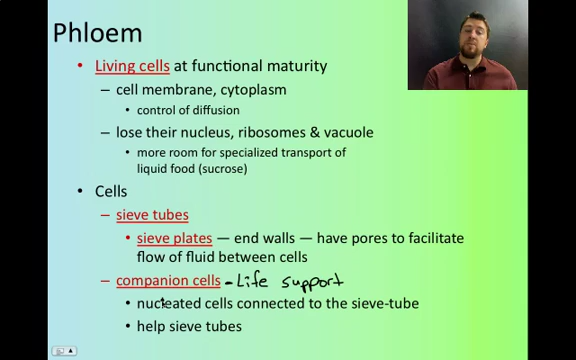 Phloem
• Living cells at functional maturity
– cell membrane, cytoplasm
• control of diffusion
– lose their nucleus, ribosomes & vacuole
• more room for specialized transport of
liquid food (sucrose)
• Cells
– sieve tubes
• sieve plates — end walls — have pores to facilitate
flow of fluid between cells
– companion cells - Life support
• nucleated cells connected to the sieve-tube
• help sieve tubes